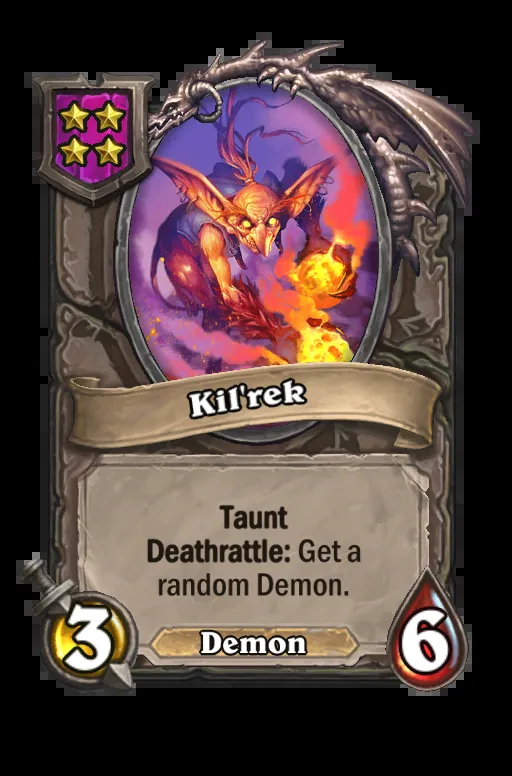 Kil'rek
Taunt
Deathrattle: Get a
random Demon.
3
Demon
6